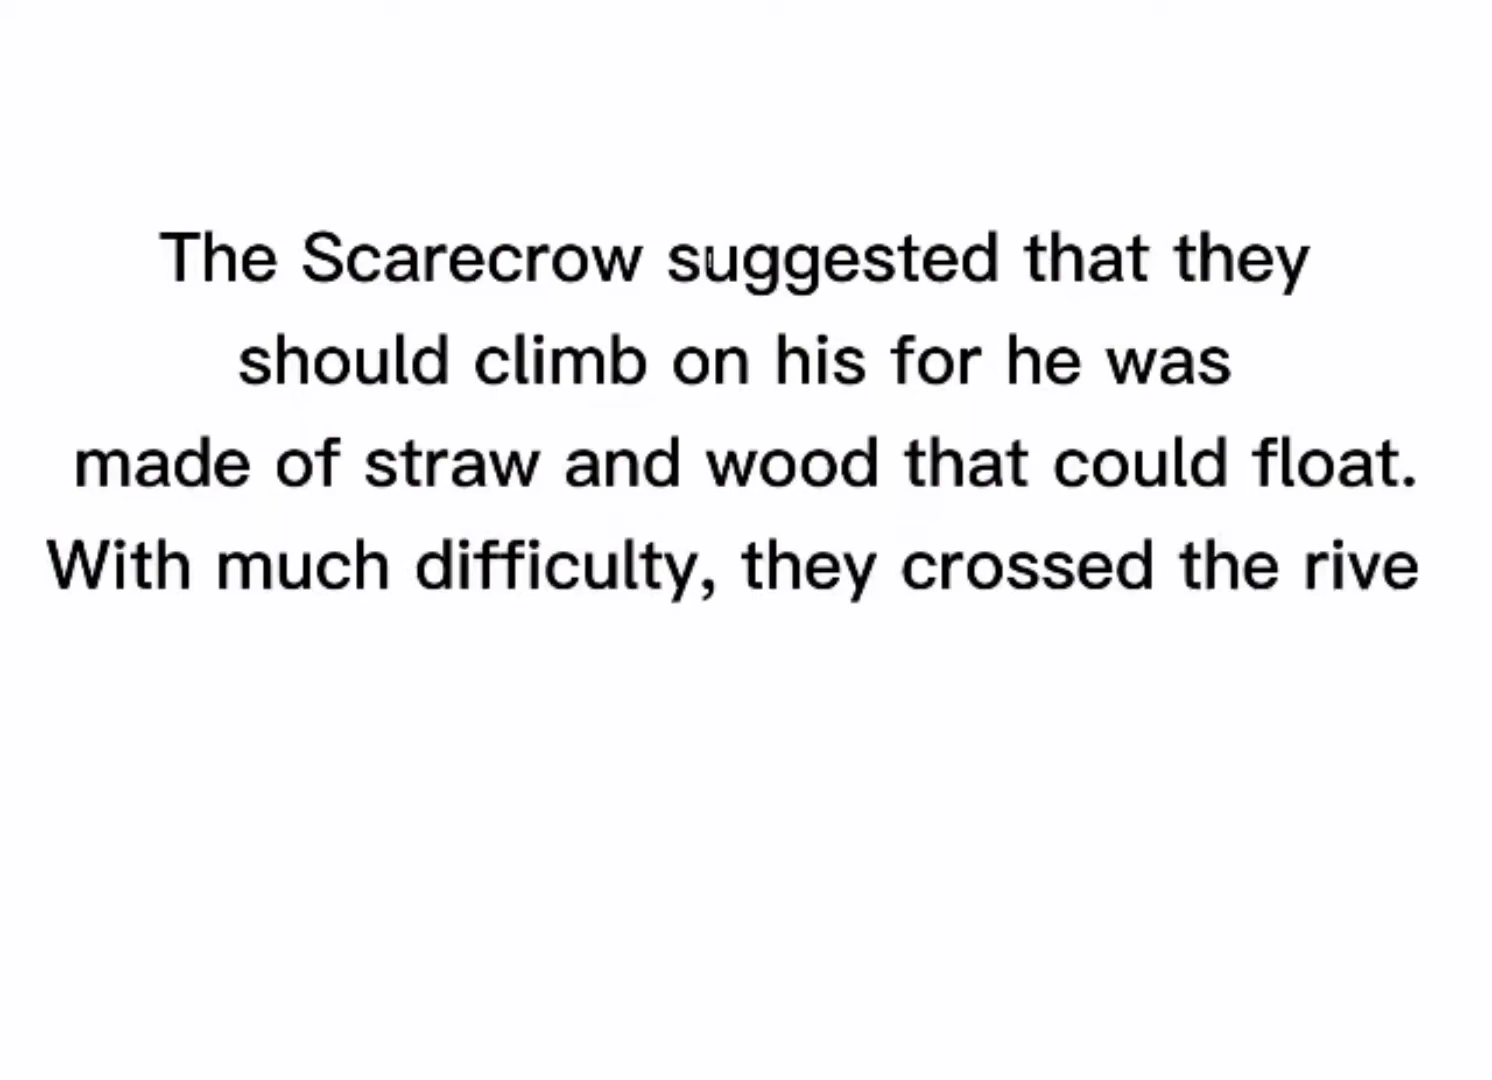 The Scarecrow suggested that they
should climb on his for he was
made of straw and wood that could float.
With much difficulty, they crossed the rive